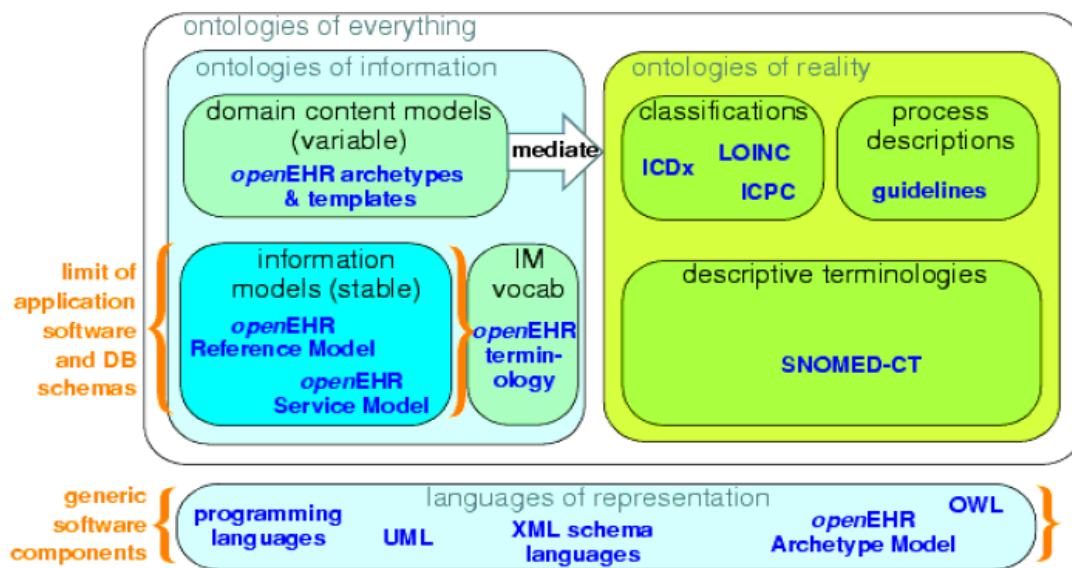 ontologies of everything
ontologies of information
domain content models
(variable)
openEHR archetypes
& templates
mediate
ontologies of reality
classifications
ICDx
LOINC
ICPC
process
descriptions
guidelines
limit of
application
software
and DB
schemas
information
models (stable)
openEHR
Reference Model
openEHR
Service Model
IM
vocab
openEHR
termin-
ology
descriptive terminologies
SNOMED-CT
generic
software
components
languages of representation
programming
languages
UML
XML schema
languages
openEHR
Archetype Model
OWL